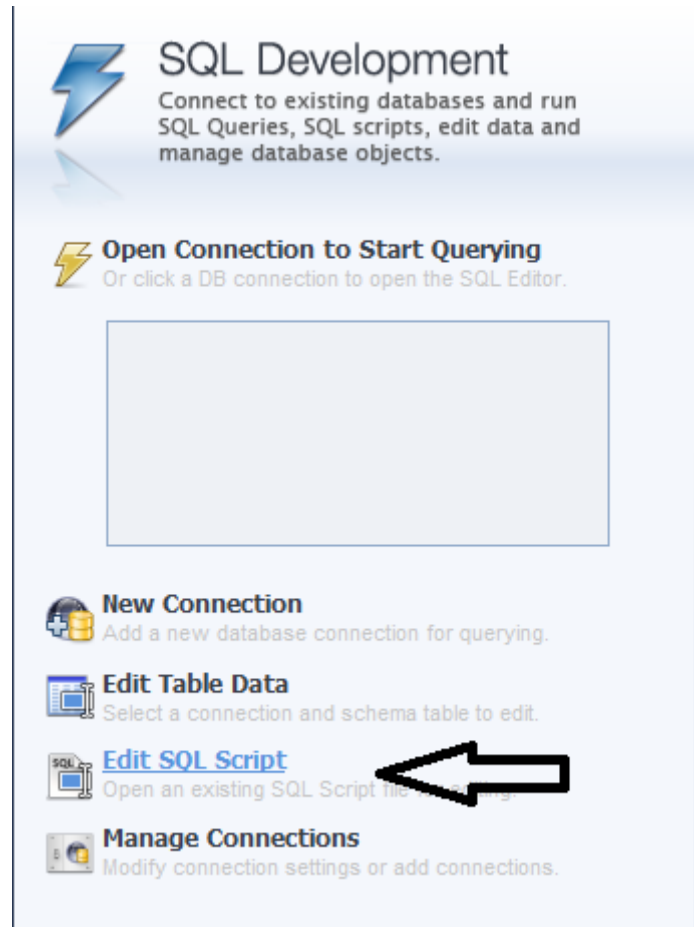 SQL Development
Connect to existing databases and run
SQL Queries, SQL scripts, edit data and
manage database objects.
Open Connection to Start Querying
Or click a DB connection to open the SQL Editor.
New Connection
Add a new database connection for querying.
Edit Table Data
Select a connection and schema table to edit.
SQL
Edit SQL Script
Open an existing SQL Script file editing.
Manage Connections
Modify connection settings or add connections.